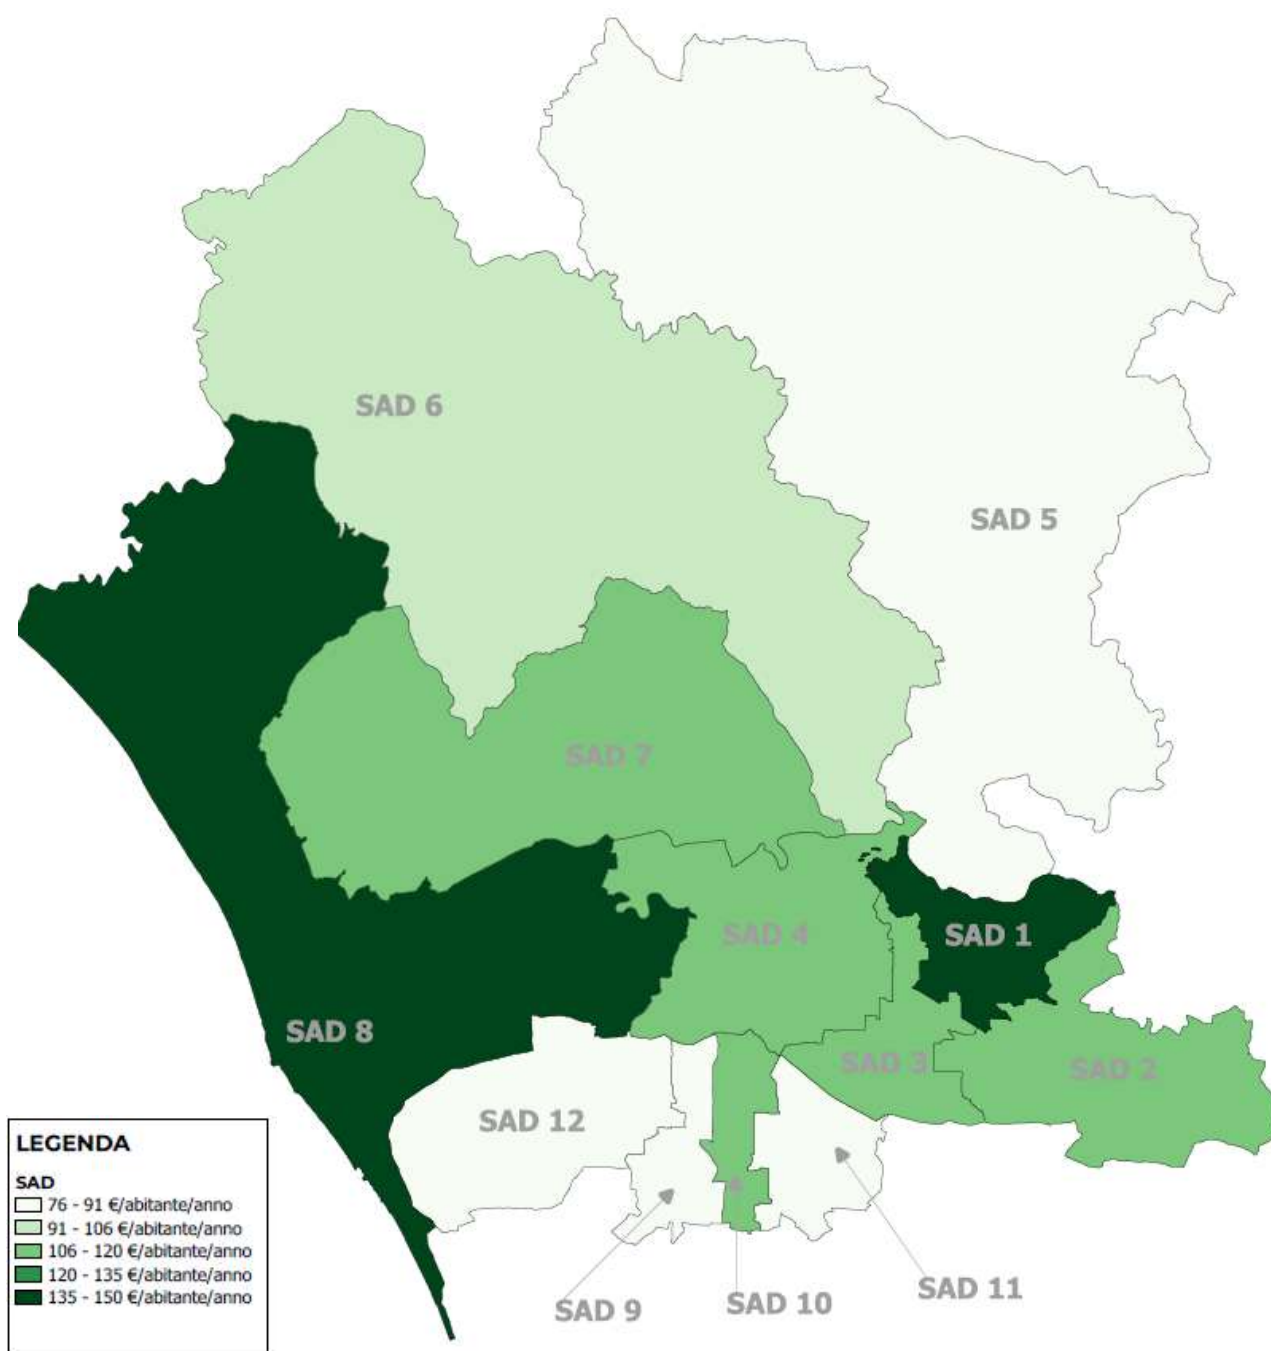 SAD 6
SAD 5
SAD 7
SAD 4
SAD 1
SAD 8
SAD 3
SAD 2
SAD 12
SAD 9
SAD 10
SAD 11
LEGENDA
SAD
76 - 91 €/abitante/anno
91 - 106 €/abitante/anno
106 - 120 €/abitante/anno
120 - 135 €/abitante/anno
135 - 150 €/abitante/anno